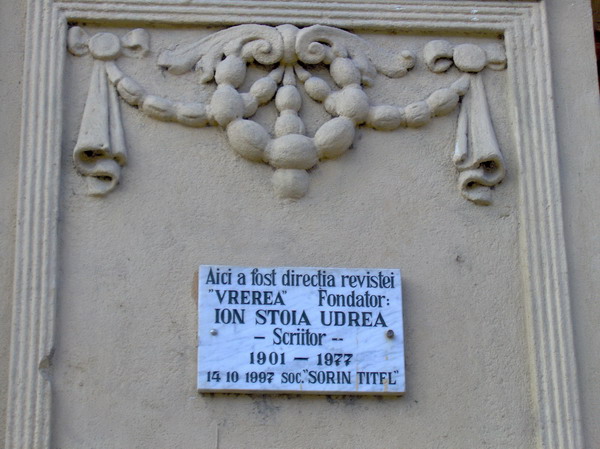 Aici a fost direcția revistei
"VREREA" Fondator:
ION STOIA UDREA
– Scriitor --
1901 – 1977
14 10 1997 SOC."SORIN TITEL"